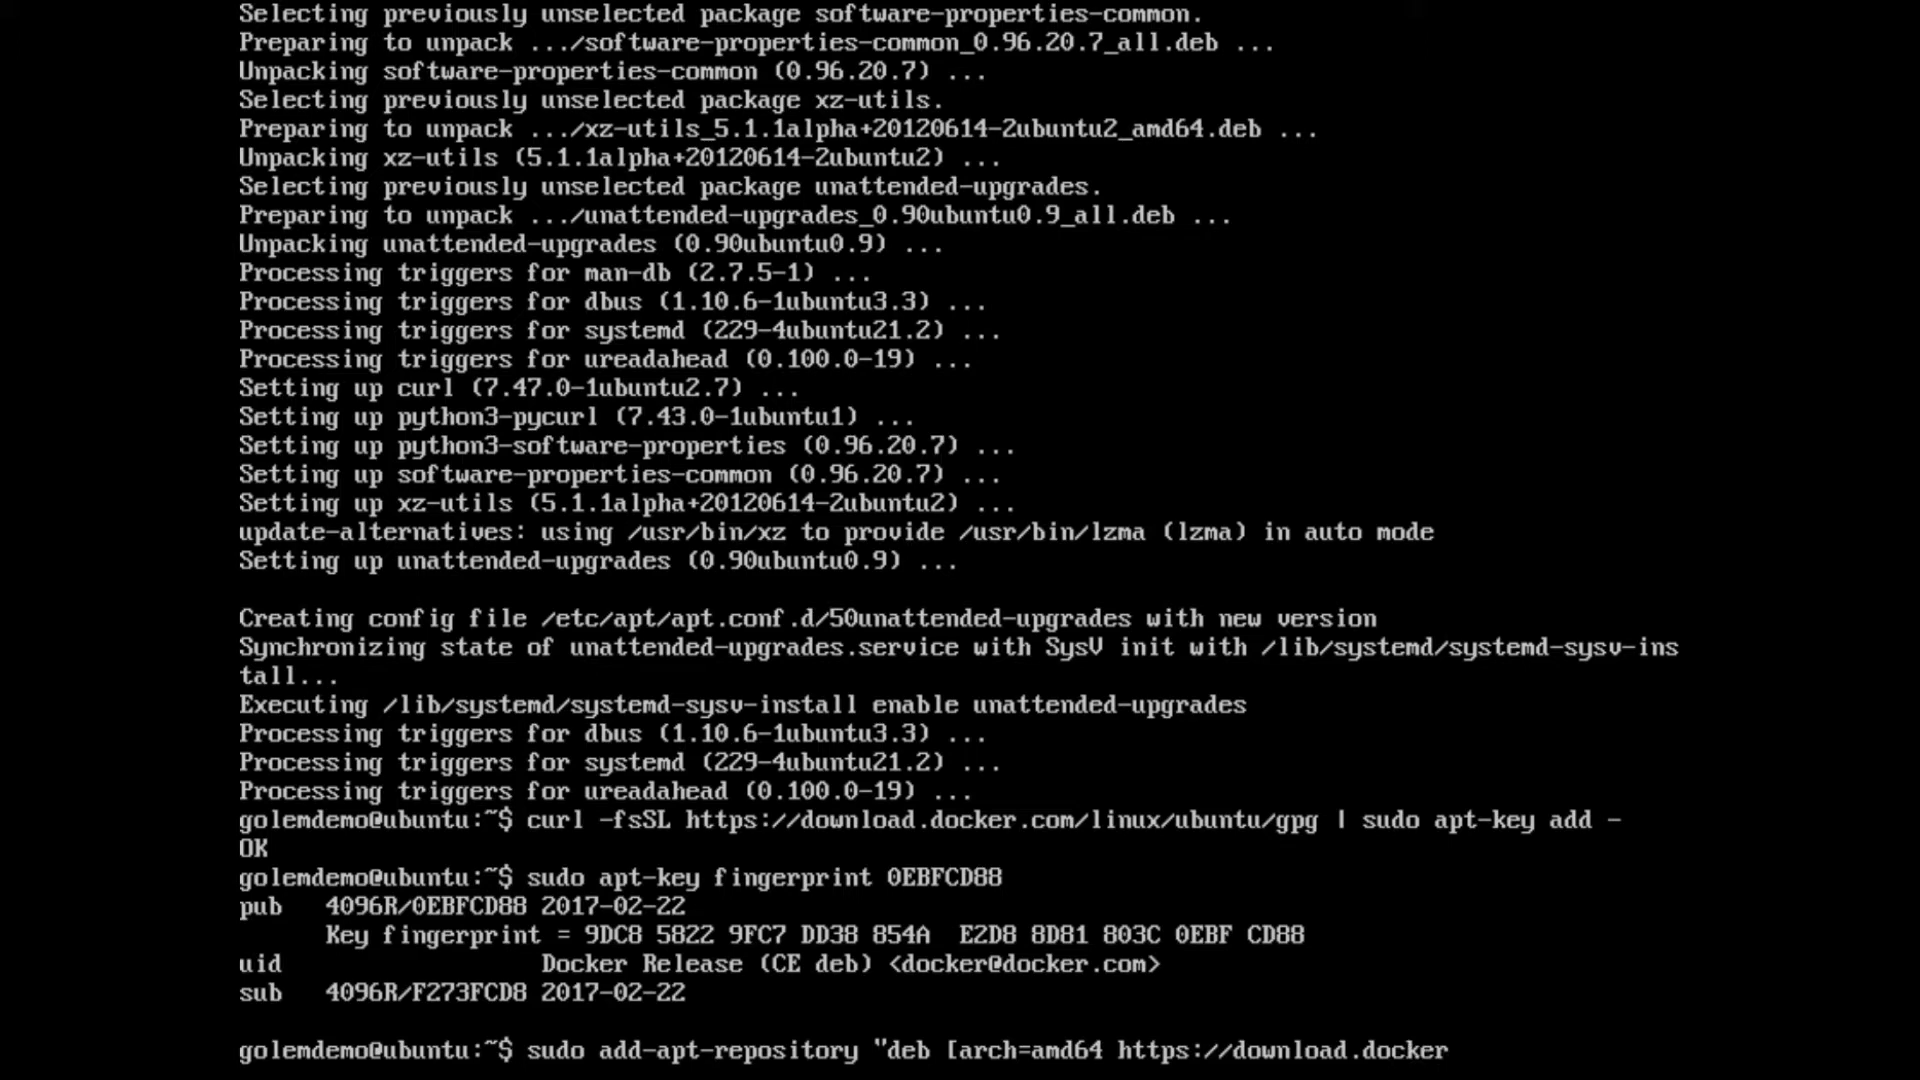 Selecting previously unselected package software-properties-common.
Preparing to unpack .../software-properties-common_0.96.20.7_all.deb ...
Unpacking software-properties-common (0.96.20.7) ...
Selecting previously unselected package xz-utils.
Preparing to unpack .../xz-utils_5.1.1alpha+20120614-2ubuntu2_amd64.deb ...
Unpacking xz-utils (5.1.1alpha+20120614-2ubuntu2) ...
Selecting previously unselected package unattended-upgrades.
Preparing to unpack .../unattended-upgrades_0.90ubuntu0.9_all.deb ...
Unpacking unattended-upgrades (0.90ubuntu0.9) ...
Processing triggers for man-db (2.7.5-1) ...
Processing triggers for dbus (1.10.6-1ubuntu3.3) ...
Processing triggers for systemd (229-4ubuntu21.2) ...
Processing triggers for ureadahead (0.100.0-19) ...
Setting up curl (7.47.0-1ubuntu2.7) ...
Setting up python3-pycurl (7.43.0-1ubuntu1) ...
Setting up python3-software-properties (0.96.20.7) ...
Setting up software-properties-common (0.96.20.7) ...
Setting up xz-utils (5.1.1alpha+20120614-2ubuntu2) ...
update-alternatives: using /usr/bin/xz to provide /usr/bin/lzma (lzma) in auto mode
Setting up unattended-upgrades (0.90ubuntu0.9) ...
Creating config file /etc/apt/apt.conf.d/50unattended-upgrades with new version
Synchronizing state of unattended-upgrades.service with SysV init with /lib/systemd/systemd-sysv-ins
tall...
Executing /lib/systemd/systemd-sysv-install enable unattended-upgrades
Processing triggers for dbus (1.10.6-1ubuntu3.3) ...
Processing triggers for systemd (229-4ubuntu21.2) ...
Processing triggers for ureadahead (0.100.0-19) ...
golemdemo@ubuntu:~$ curl -fsSL https://download.docker.com/linux/ubuntu/gpg | sudo apt-key add -
OK
golemdemo@ubuntu:~$ sudo apt-key fingerprint 0EBFCD88
pub   4096R/0EBFCD88 2017-02-22
      Key fingerprint = 9DC8 5822 9FC7 DD38 854A  E2D8 8D81 803C 0EBF CD88
uid                  Docker Release (CE deb) <docker@docker.com>
sub   4096R/F273FCD8 2017-02-22
golemdemo@ubuntu:~$ sudo add-apt-repository "deb [arch=amd64 https://download.docker